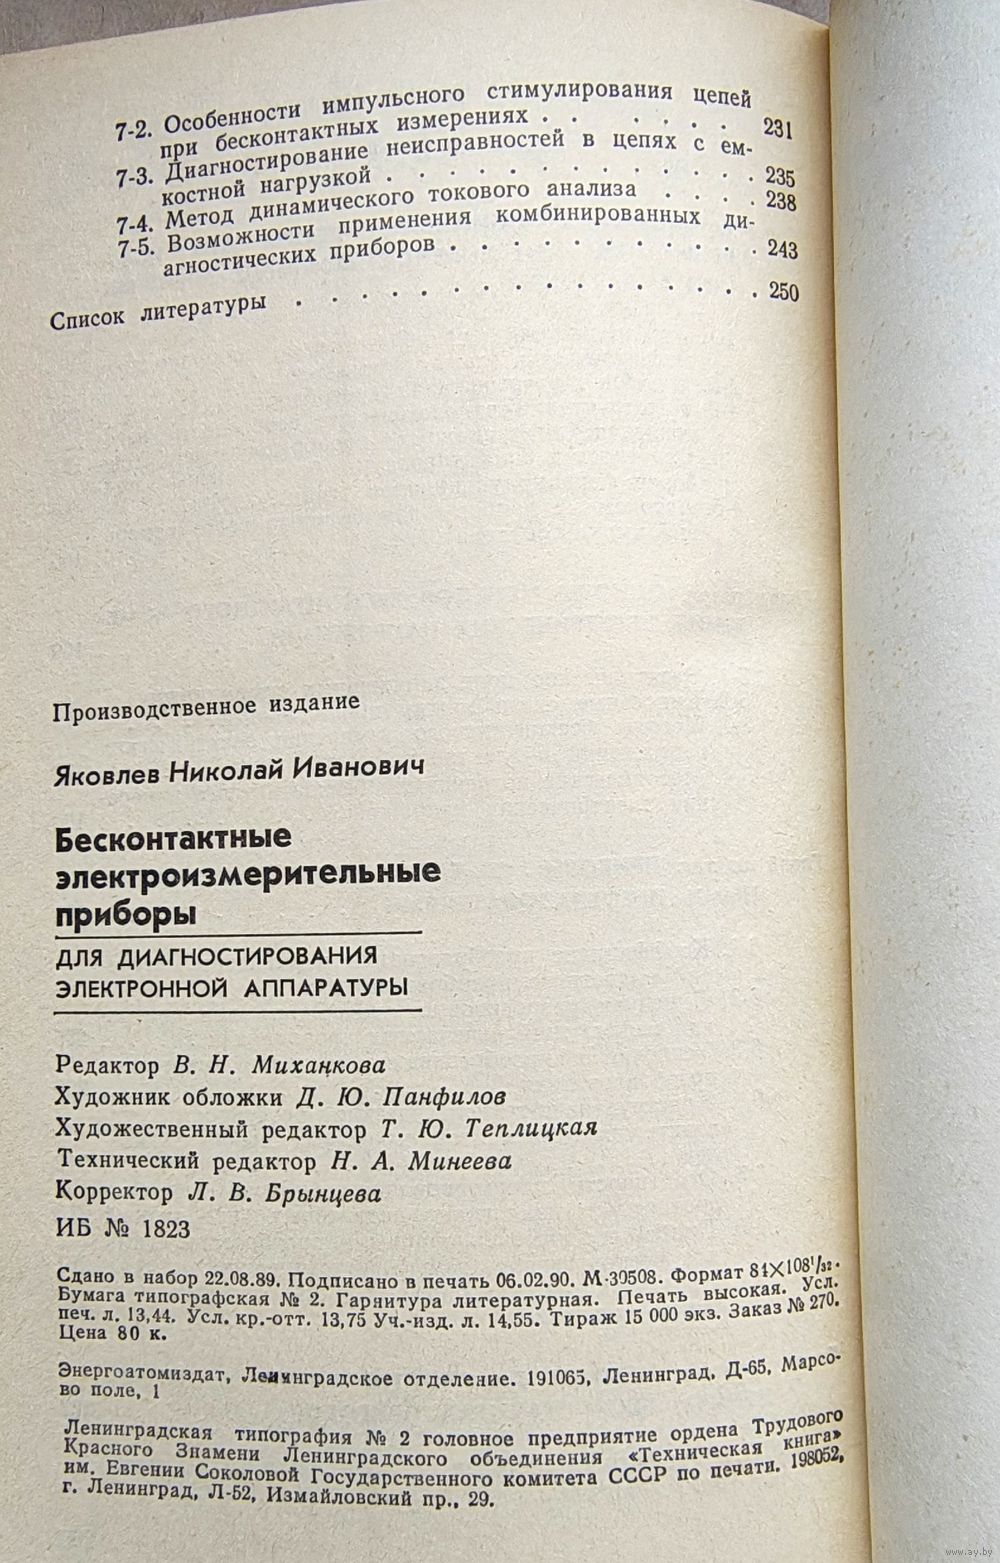 7-2. Особенности импульсного стимулирования цепей
при бесконтактных измерениях . . . . . . 231
7-3. Диагностирование неисправностей в цепях с ем-
костной нагрузкой . . . . . . . . . . . . 235
7-4. Метод динамического токового анализа . . . . 238
7-5. Возможности применения комбинированных ди-
агностических приборов . . . . . . . . . . 243
Список литературы . . . . . . . . . . . . . . . 250
Производственное издание
Яковлев Николай Иванович
Бесконтактные
электроизмерительные
приборы
ДЛЯ ДИАГНОСТИРОВАНИЯ
ЭЛЕКТРОННОЙ АППАРАТУРЫ
Редактор В. Н. Миханкова
Художник обложки Д. Ю. Панфилов
Художественный редактор Т. Ю. Теплицкая
Технический редактор Н. А. Минеева
Корректор Л. В. Брынцева
ИБ № 1823
Сдано в набор 22.08.89. Подписано в печать 06.02.90. М-30508. Формат 84×108¹/₃₂.
Бумага типографская № 2. Гарнитура литературная. Печать высокая. Усл.
печ. л. 13,44. Усл. кр.-отт. 13,75 Уч.-изд. л. 14,55. Тираж 15 000 экз. Заказ № 270.
Цена 80 к.
Энергоатомиздат, Ленинградское отделение. 191065, Ленинград, Д-65, Марсо-
во поле, 1
Ленинградская типография № 2 головное предприятие ордена Трудового
Красного Знамени Ленинградского объединения «Техническая книга»
им. Евгении Соколовой Государственного комитета СССР по печати. 198052,
г. Ленинград, Л-52, Измайловский пр., 29.
www.ay.by